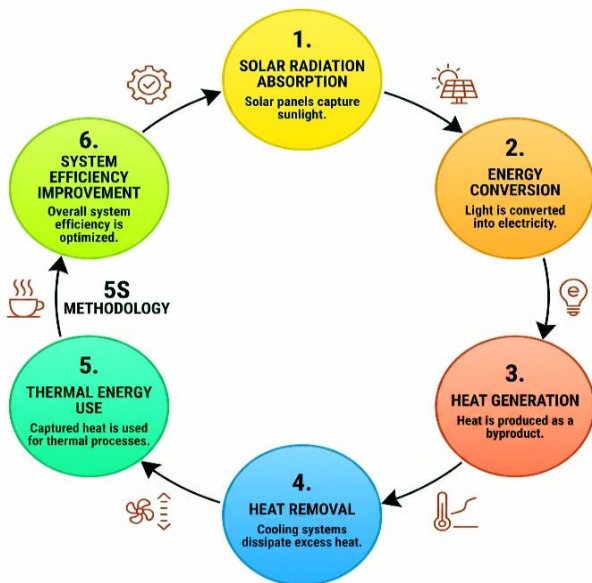 1.
SOLAR RADIATION
ABSORPTION
Solar panels capture
sunlight.
2.
ENERGY
CONVERSION
Light is converted
into electricity.
3.
HEAT GENERATION
Heat is produced as a
byproduct.
4.
HEAT REMOVAL
Cooling systems
dissipate excess heat.
5.
THERMAL ENERGY
USE
Captured heat is used
for thermal processes.
5S
METHODOLOGY
6.
SYSTEM
EFFICIENCY
IMPROVEMENT
Overall system
efficiency is
optimized.
e